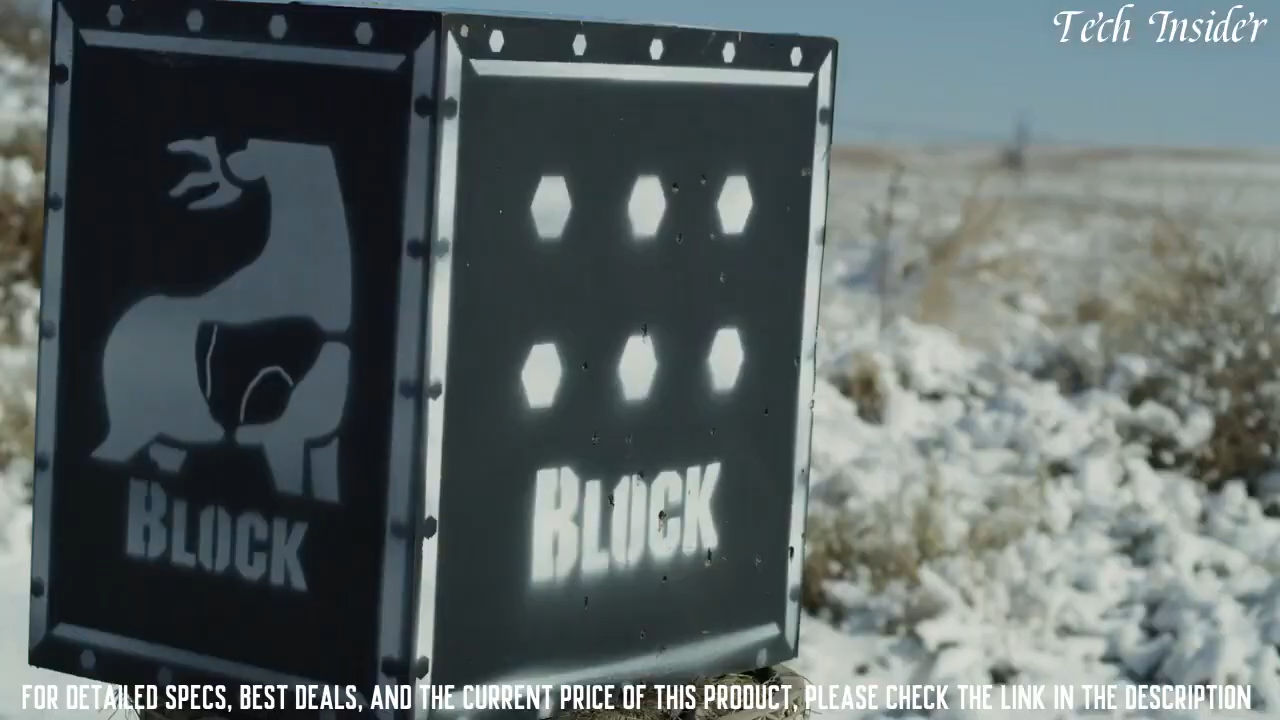 Tech Insider
BLOCK
BLOCK
FOR DETAILED SPECS, BEST DEALS, AND THE CURRENT PRICE OF THIS PRODUCT, PLEASE CHECK THE LINK IN THE DESCRIPTION